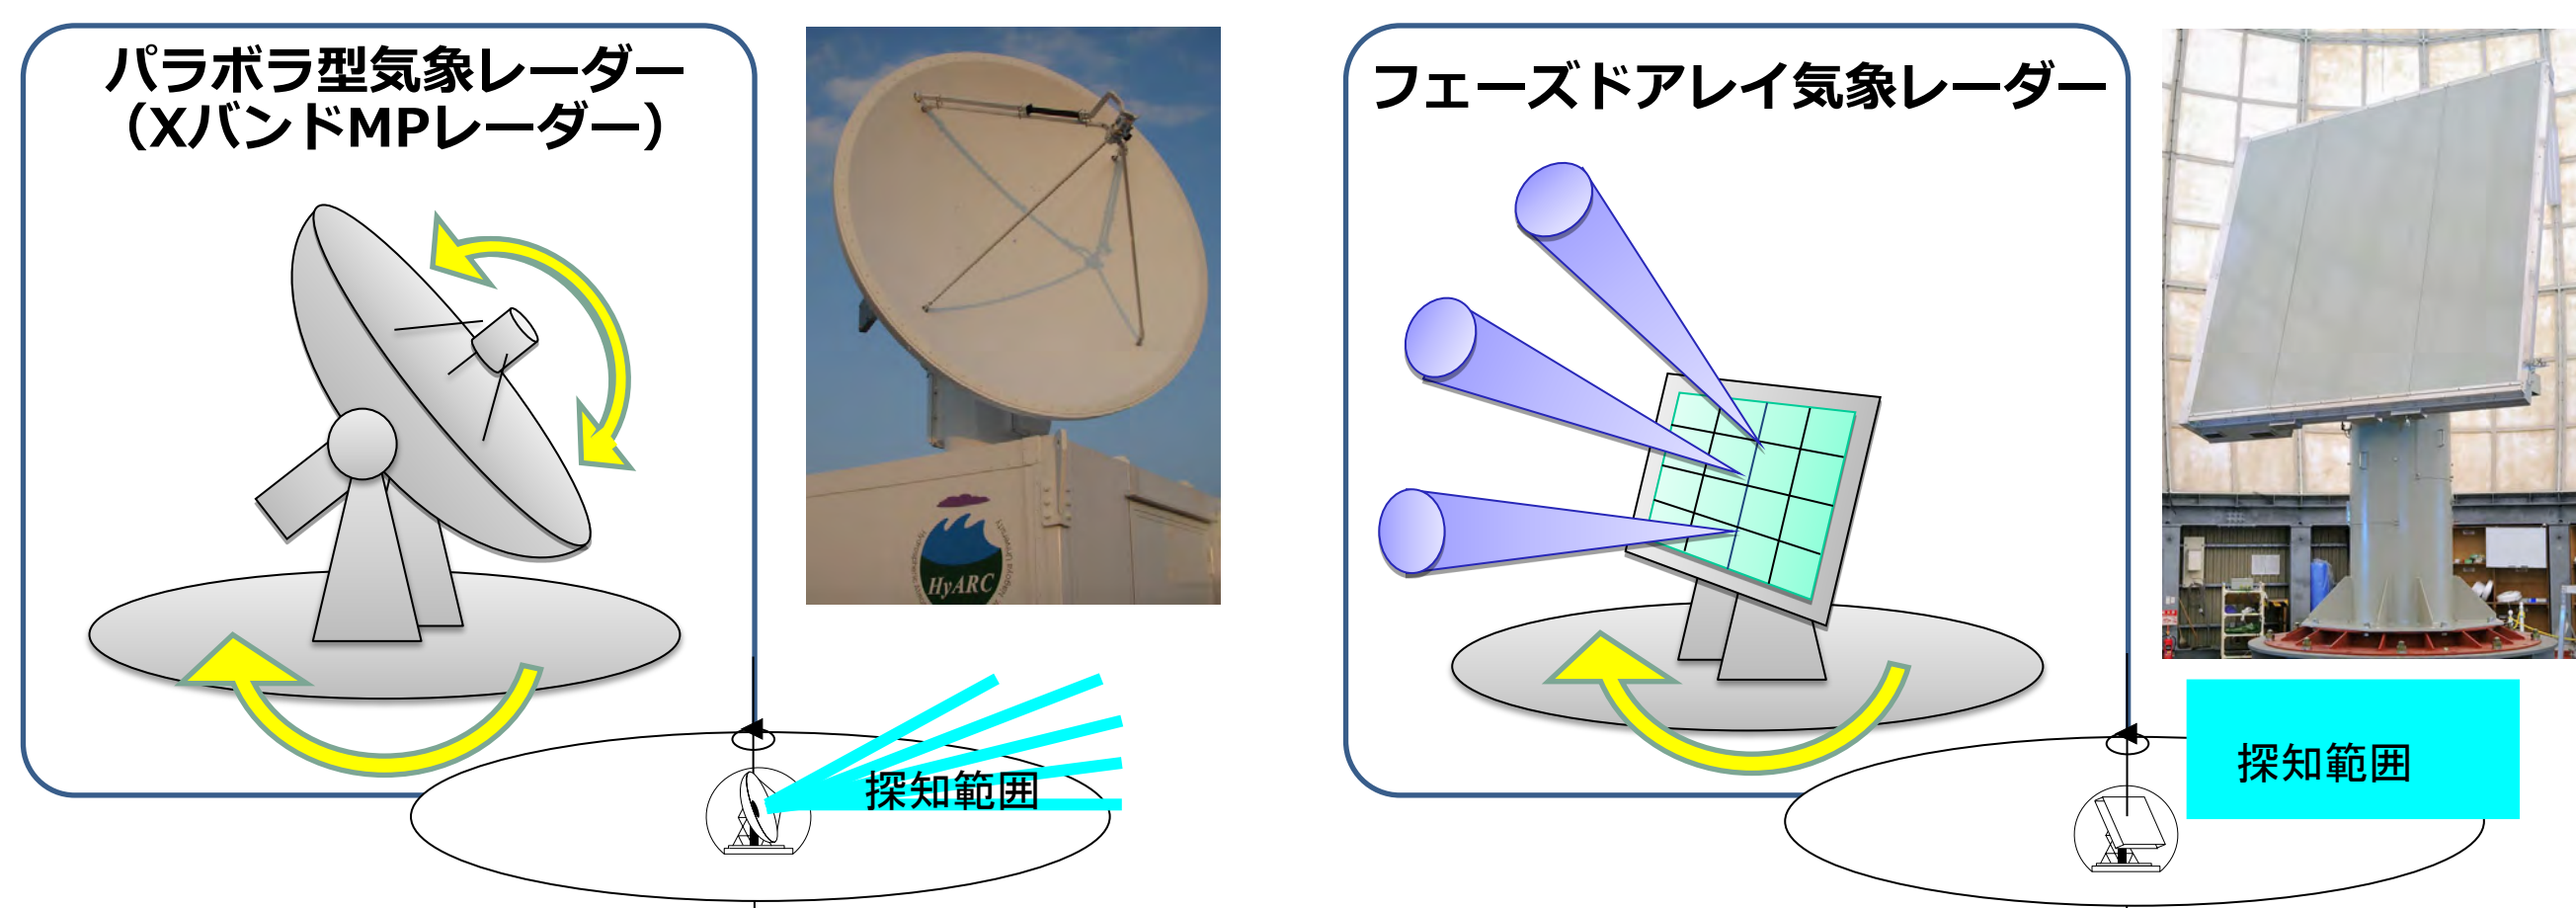 パラボラ型気象レーダー
（XバンドMPレーダー）
HyARC
探知範囲
フェーズドアレイ気象レーダー
探知範囲